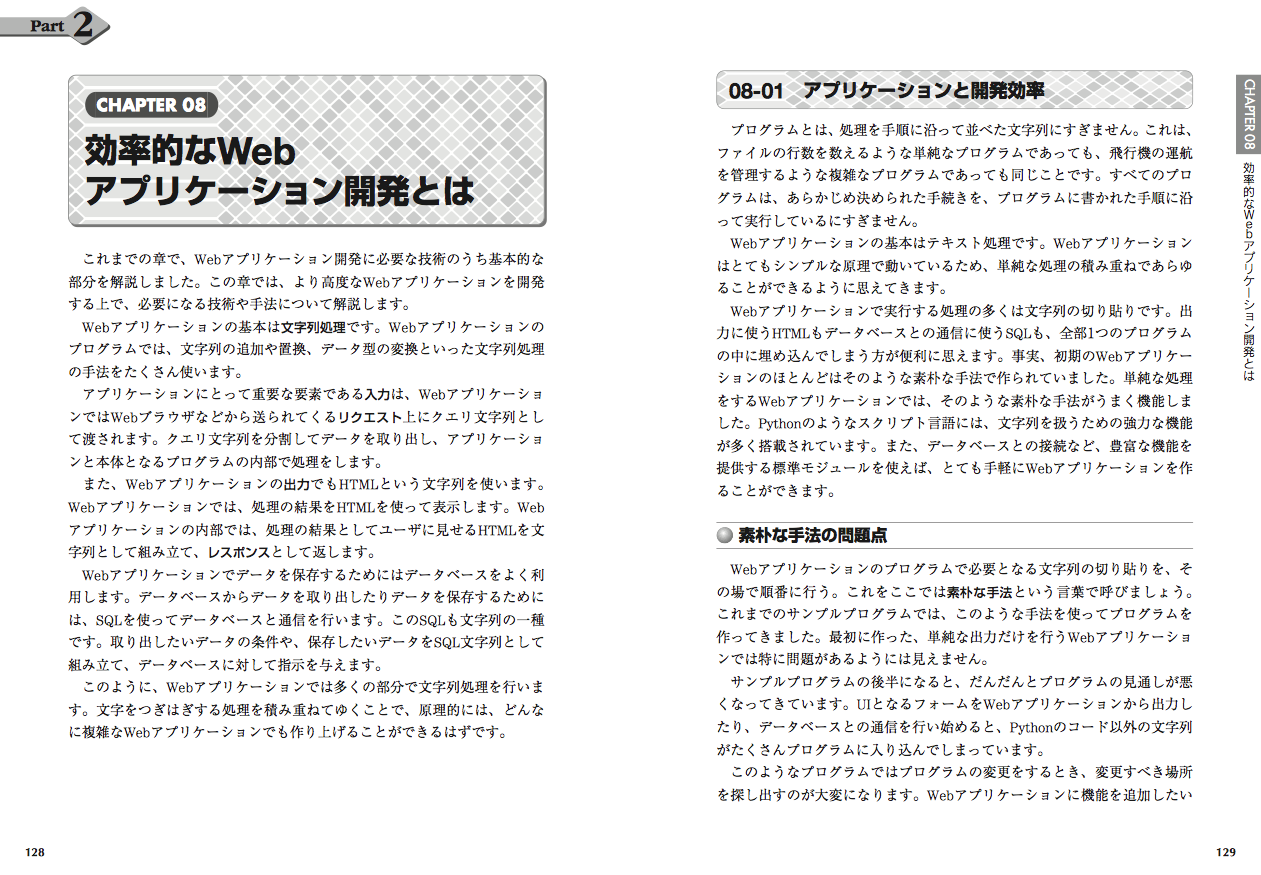 Part 2
CHAPTER 08
効率的なWeb
アプリケーション開発とは
これまでの章で、Webアプリケーション開発に必要な技術のうち基本的な
部分を解説しました。この章では、より高度なWebアプリケーションを開発
する上で、必要になる技術や手法について解説します。
Webアプリケーションの基本は文字列処理です。Webアプリケーションの
プログラムでは、文字列の追加や置換、データ型の変換といった文字列処理
の手法をたくさん使います。
アプリケーションにとって重要な要素である入力は、Webアプリケーショ
ンではWebブラウザなどから送られてくるリクエスト上にクエリ文字列とし
て渡されます。クエリ文字列を分割してデータを取り出し、アプリケーショ
ンと本体となるプログラムの内部で処理をします。
また、Webアプリケーションの出力でもHTMLという文字列を使います。
Webアプリケーションでは、処理の結果をHTMLを使って表示します。Web
アプリケーションの内部では、処理の結果としてユーザに見せるHTMLを文
字列として組み立て、レスポンスとして返します。
Webアプリケーションでデータを保存するためにはデータベースをよく利
用します。データベースからデータを取り出したりデータを保存するために
は、SQLを使ってデータベースと通信を行います。このSQLも文字列の一種
です。取り出したいデータの条件や、保存したいデータをSQL文字列として
組み立て、データベースに対して指示を与えます。
このように、Webアプリケーションでは多くの部分で文字列処理を行いま
す。文字をつぎはぎする処理を積み重ねてゆくことで、原理的には、どんな
に複雑なWebアプリケーションでも作り上げることができるはずです。
128
08-01 アプリケーションと開発効率
プログラムとは、処理を手順に沿って並べた文字列にすぎません。これは、
ファイルの行数を数えるような単純なプログラムであっても、飛行機の運航
を管理するような複雑なプログラムであっても同じことです。すべてのプロ
グラムは、あらかじめ決められた手続きを、プログラムに書かれた手順に沿
って実行しているにすぎません。
Webアプリケーションの基本はテキスト処理です。Webアプリケーション
はとてもシンプルな原理で動いているため、単純な処理の積み重ねであらゆ
ることができるように思えてきます。
Webアプリケーションで実行する処理の多くは文字列の切り貼りです。出
力に使うHTMLもデータベースとの通信に使うSQLも、全部1つのプログラム
の中に埋め込んでしまう方が便利に思えます。事実、初期のWebアプリケー
ションのほとんどはそのような素朴な手法で作られていました。単純な処理
をするWebアプリケーションでは、そのような素朴な手法がうまく機能しま
した。Pythonのようなスクリプト言語には、文字列を扱うための強力な機能
が多く搭載されています。また、データベースとの接続など、豊富な機能を
提供する標準モジュールを使えば、とても手軽にWebアプリケーションを作
ることができます。
素朴な手法の問題点
Webアプリケーションのプログラムで必要となる文字列の切り貼りを、そ
の場で順番に行う。これをここでは素朴な手法という言葉で呼びましょう。
これまでのサンプルプログラムでは、このような手法を使ってプログラムを
作ってきました。最初に作った、単純な出力だけを行うWebアプリケーショ
ンでは特に問題があるようには見えません。
サンプルプログラムの後半になると、だんだんとプログラムの見通しが悪
くなってきています。UIとなるフォームをWebアプリケーションから出力し
たり、データベースとの通信を行い始めると、Pythonのコード以外の文字列
がたくさんプログラムに入り込んでしまっています。
このようなプログラムではプログラムの変更をするとき、変更すべき場所
を探し出すのが大変になります。Webアプリケーションに機能を追加したい
CHAPTER 08 効率的なWebアプリケーション開発とは
129